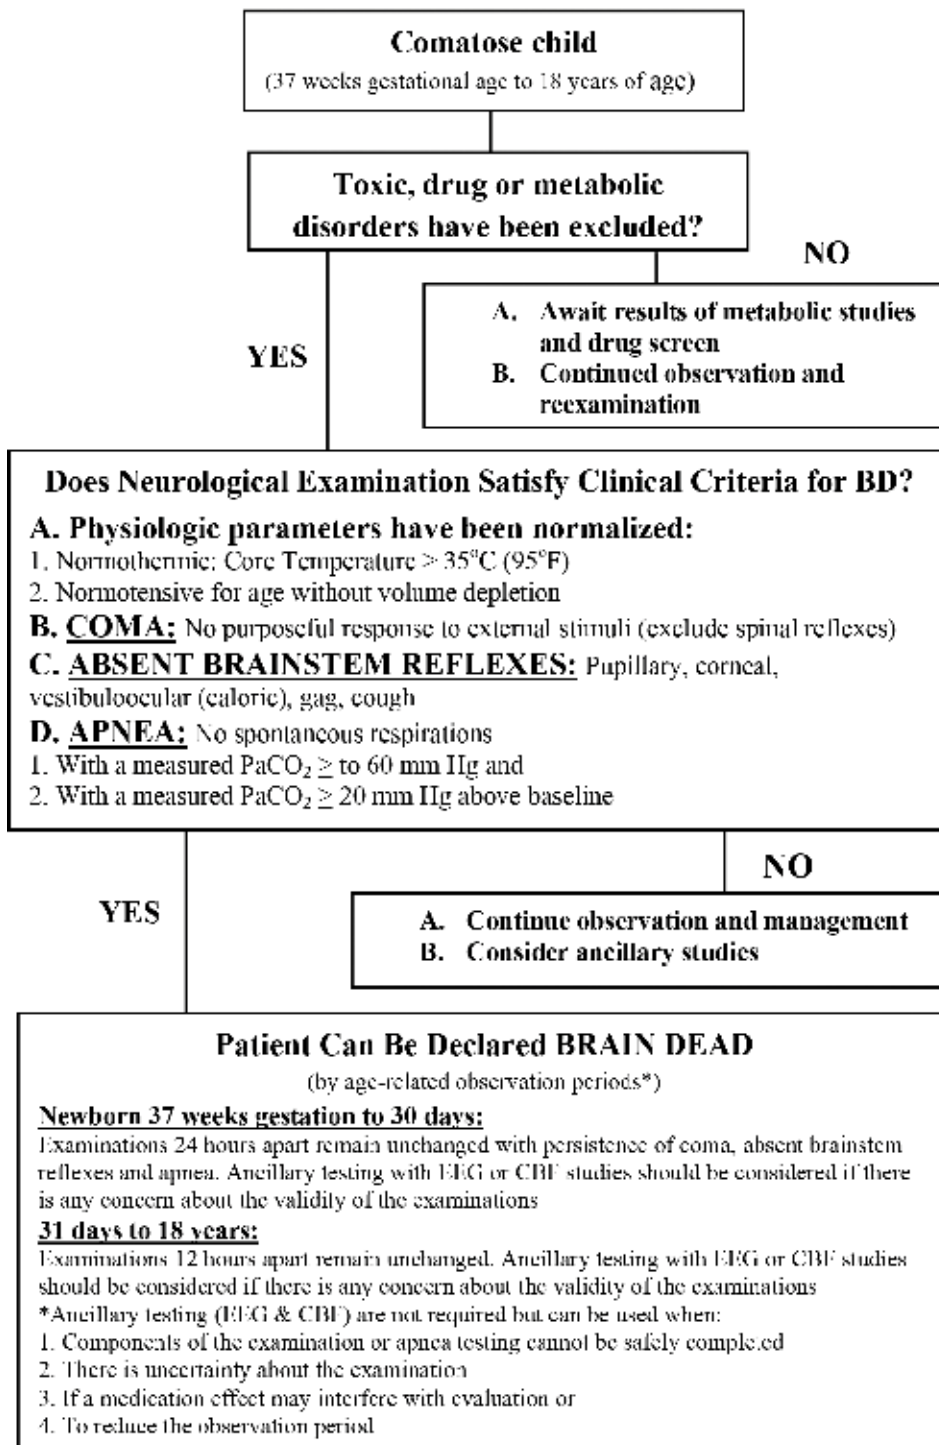 Comatose child
(37 weeks gestational age to 18 years of age)
Toxic, drug or metabolic
disorders have been excluded?
NO
A. Await results of metabolic studies
and drug screen
B. Continued observation and
reexamination
YES
Does Neurological Examination Satisfy Clinical Criteria for BD?
A. Physiologic parameters have been normalized:
1. Normothermic: Core Temperature > 35°C (95°F)
2. Normotensive for age without volume depletion
B. COMA: No purposeful response to external stimuli (exclude spinal reflexes)
C. ABSENT BRAINSTEM REFLEXES: Pupillary, corneal,
vestibuloocular (caloric), gag, cough
D. APNEA: No spontaneous respirations
1. With a measured PaCO₂ ≥ to 60 mm Hg and
2. With a measured PaCO₂ ≥ 20 mm Hg above baseline
NO
YES
A. Continue observation and management
B. Consider ancillary studies
Patient Can Be Declared BRAIN DEAD
(by age-related observation periods*)
Newborn 37 weeks gestation to 30 days:
Examinations 24 hours apart remain unchanged with persistence of coma, absent brainstem
reflexes and apnea. Ancillary testing with EEG or CBF studies should be considered if there
is any concern about the validity of the examinations
31 days to 18 years:
Examinations 12 hours apart remain unchanged. Ancillary testing with EEG or CBF studies
should be considered if there is any concern about the validity of the examinations
*Ancillary testing (EEG & CBF) are not required but can be used when:
1. Components of the examination or apnea testing cannot be safely completed
2. There is uncertainty about the examination
3. If a medication effect may interfere with evaluation or
4. To reduce the observation period